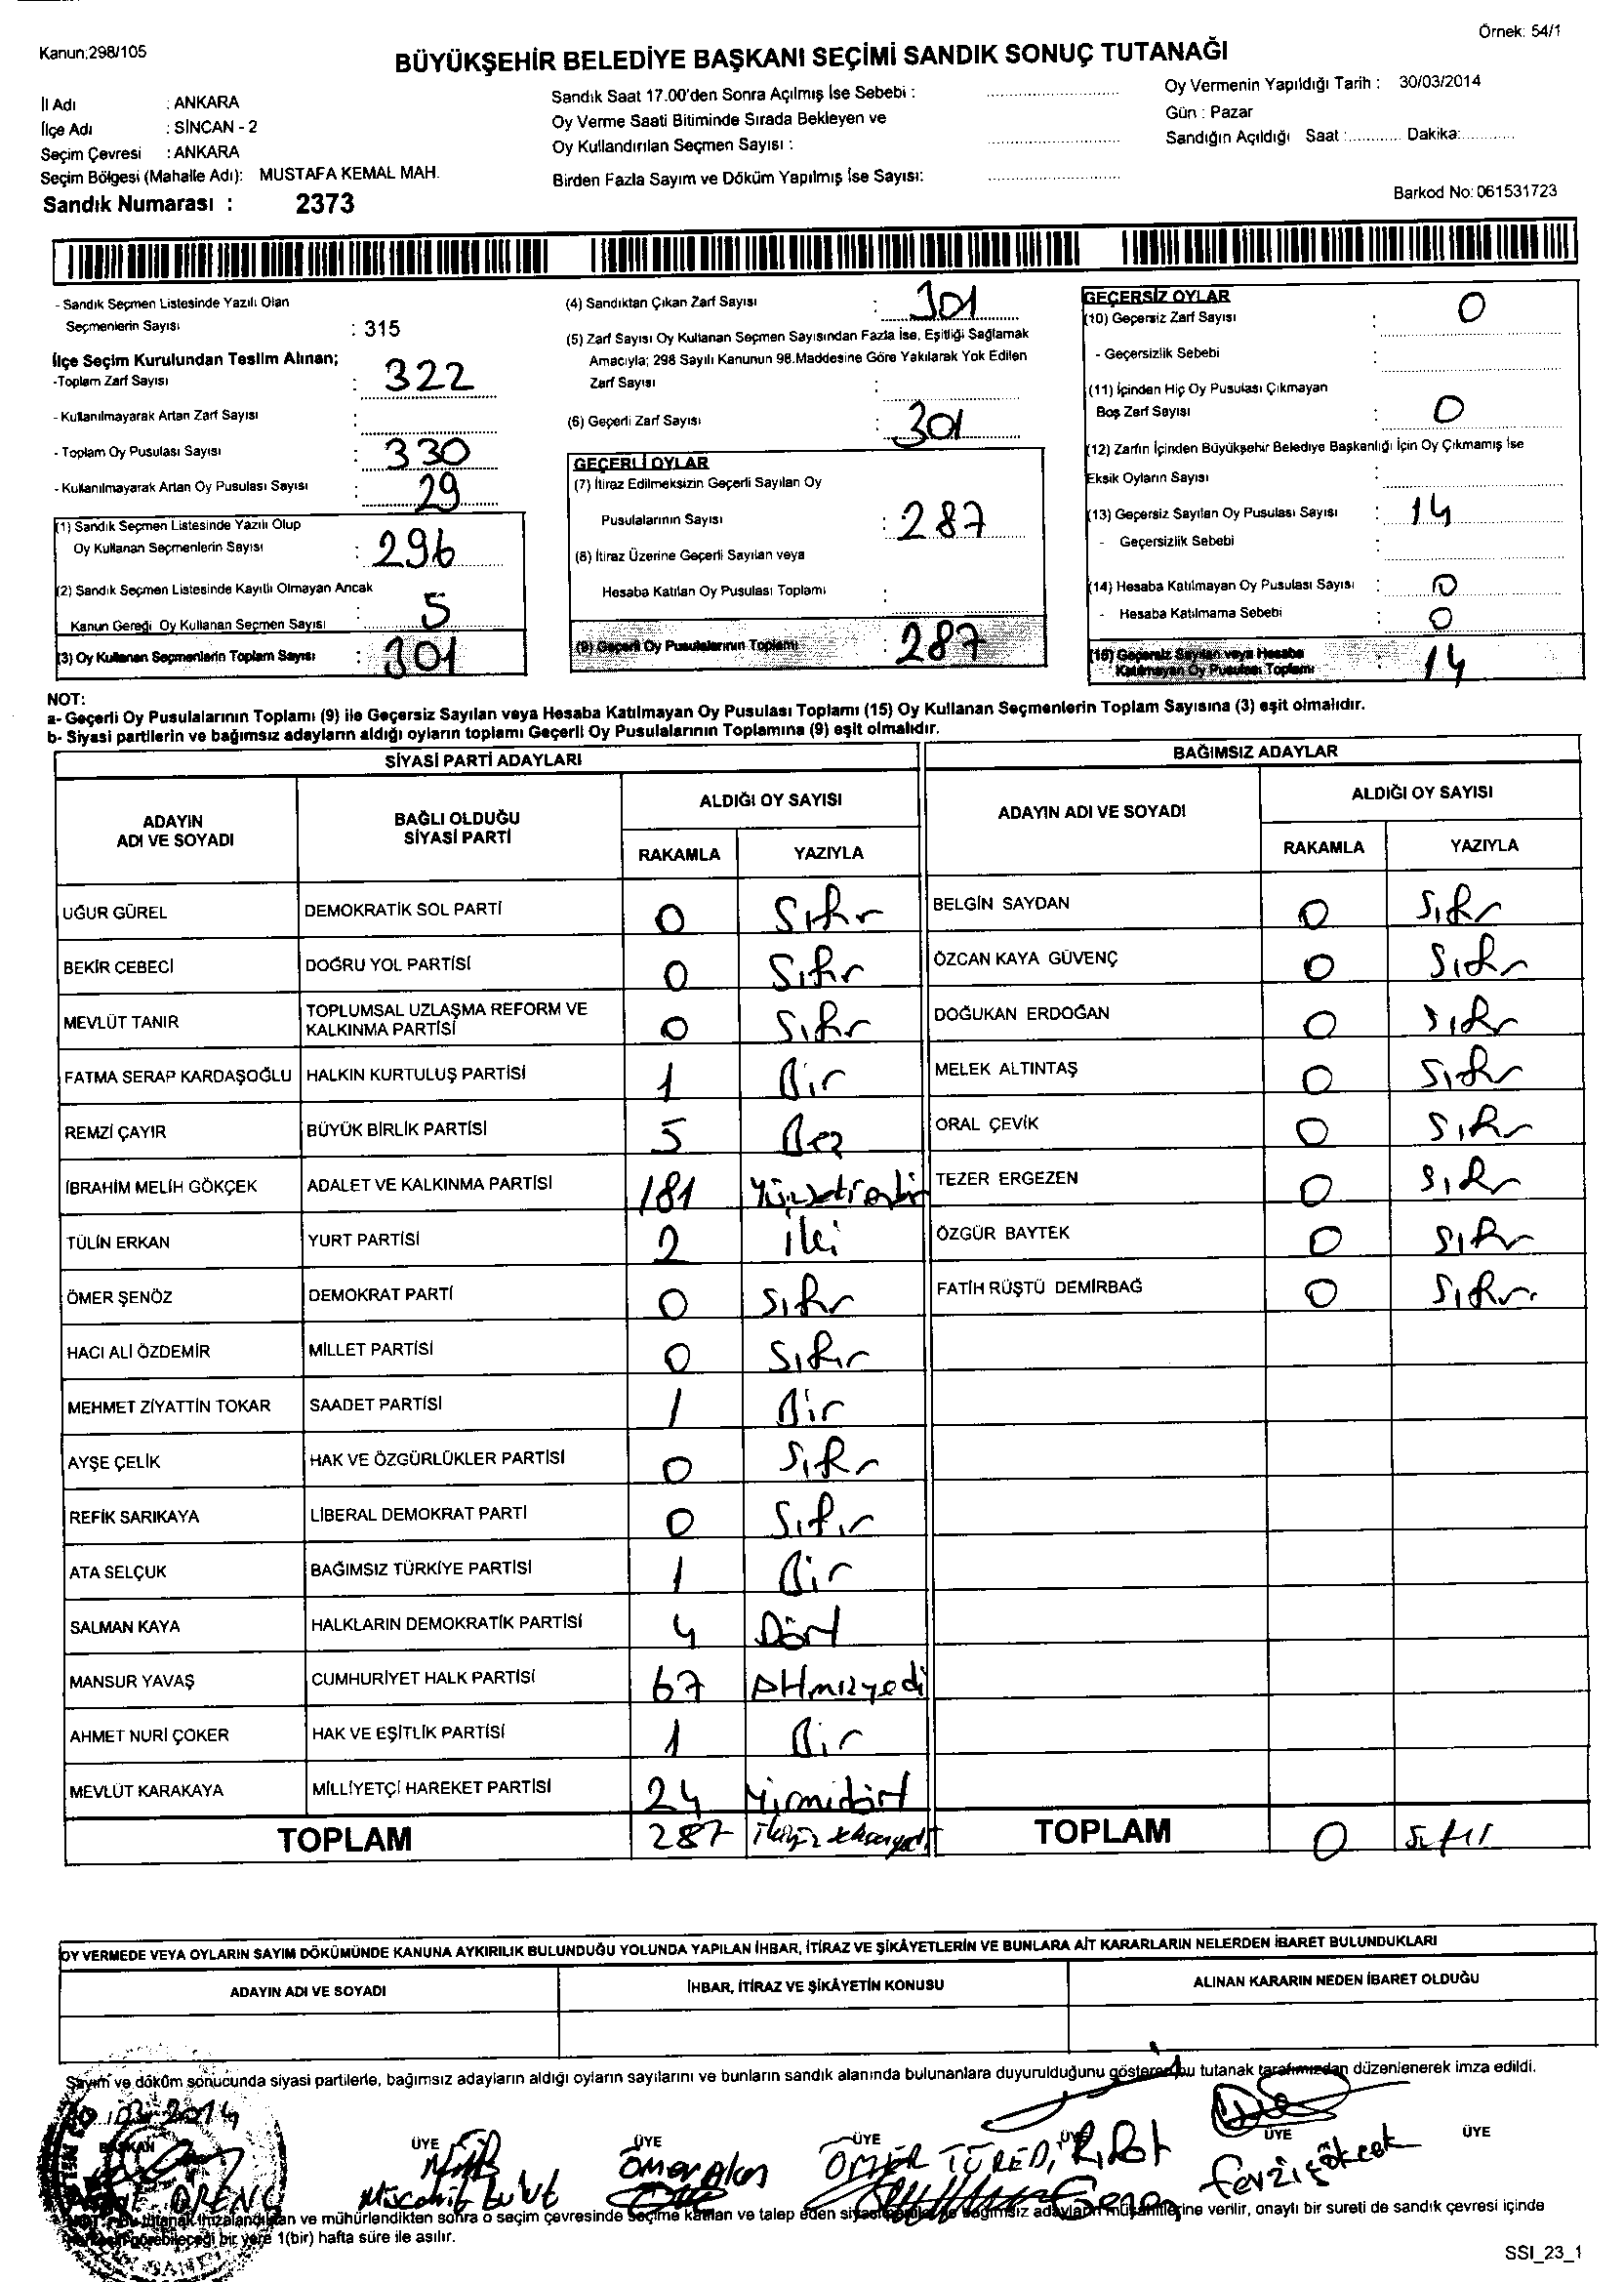 Örnek: 54/1
Kanun:298/105
BÜYÜKŞEHİR BELEDİYE BAŞKANI SEÇİMİ SANDIK SONUÇ TUTANAĞI
İl Adı : ANKARA
İlçe Adı : SİNCAN - 2
Seçim Çevresi : ANKARA
Seçim Bölgesi (Mahalle Adı): MUSTAFA KEMAL MAH.
Sandık Numarası : 2373
Sandık Saat 17.00'den Sonra Açılmış İse Sebebi :
Oy Verme Saati Bitiminde Sırada Bekleyen ve
Oy Kullandırılan Seçmen Sayısı :
Birden Fazla Sayım ve Döküm Yapılmış İse Sayısı:
Oy Vermenin Yapıldığı Tarih : 30/03/2014
Gün : Pazar
Sandığın Açıldığı Saat :............ Dakika:............
Barkod No: 061531723
- Sandık Seçmen Listesinde Yazılı Olan
Seçmenlerin Sayısı : 315
İlçe Seçim Kurulundan Teslim Alınan;
-Toplam Zarf Sayısı : 322
- Kullanılmayarak Artan Zarf Sayısı :
- Toplam Oy Pusulası Sayısı : 330
- Kullanılmayarak Artan Oy Pusulası Sayısı : 29
(1) Sandık Seçmen Listesinde Yazılı Olup
Oy Kullanan Seçmenlerin Sayısı : 296
(2) Sandık Seçmen Listesinde Kayıtlı Olmayan Ancak
Kanun Gereği Oy Kullanan Seçmen Sayısı : 5
(3) Oy Kullanan Seçmenlerin Toplam Sayısı : 301
(4) Sandıktan Çıkan Zarf Sayısı : 301
(5) Zarf Sayısı Oy Kullanan Seçmen Sayısından Fazla İse, Eşitliği Sağlamak
Amacıyla; 298 Sayılı Kanunun 98.Maddesine Göre Yakılarak Yok Edilen
Zarf Sayısı :
(6) Geçerli Zarf Sayısı : 301
GEÇERLİ OYLAR
(7) İtiraz Edilmeksizin Geçerli Sayılan Oy
Pusulalarının Sayısı : 287
(8) İtiraz Üzerine Geçerli Sayılan veya
Hesaba Katılan Oy Pusulası Toplamı :
(9) Geçerli Oy Pusulalarının Toplamı : 287
GEÇERSİZ OYLAR
(10) Geçersiz Zarf Sayısı : 0
- Geçersizlik Sebebi :
(11) İçinden Hiç Oy Pusulası Çıkmayan
Boş Zarf Sayısı : 0
(12) Zarfın İçinden Büyükşehir Belediye Başkanlığı İçin Oy Çıkmamış İse
Eksik Oyların Sayısı :
(13) Geçersiz Sayılan Oy Pusulası Sayısı : 14
- Geçersizlik Sebebi :
(14) Hesaba Katılmayan Oy Pusulası Sayısı : 0
- Hesaba Katılmama Sebebi : 0
(15) Geçersiz Sayılan veya Hesaba
Katılmayan Oy Pusulası Toplamı : 14
NOT:
a- Geçerli Oy Pusulalarının Toplamı (9) ile Geçersiz Sayılan veya Hesaba Katılmayan Oy Pusulası Toplamı (15) Oy Kullanan Seçmenlerin Toplam Sayısına (3) eşit olmalıdır.
b- Siyasi partilerin ve bağımsız adayların aldığı oyların toplamı Geçerli Oy Pusulalarının Toplamına (9) eşit olmalıdır.
SİYASİ PARTİ ADAYLARI
ADAYIN ADI VE SOYADI BAĞLI OLDUĞU SİYASİ PARTİ ALDIĞI OY SAYISI
RAKAMLA YAZIYLA
UĞUR GÜREL DEMOKRATİK SOL PARTİ 0 Sıfır
BEKİR CEBECİ DOĞRU YOL PARTİSİ 0 Sıfır
MEVLÜT TANIR TOPLUMSAL UZLAŞMA REFORM VE KALKINMA PARTİSİ 0 Sıfır
FATMA SERAP KARDAŞOĞLU HALKIN KURTULUŞ PARTİSİ 1 Bir
REMZİ ÇAYIR BÜYÜK BİRLİK PARTİSİ 5 Beş
İBRAHİM MELİH GÖKÇEK ADALET VE KALKINMA PARTİSİ 181
TÜLİN ERKAN YURT PARTİSİ 2 İki
ÖMER ŞENÖZ DEMOKRAT PARTİ 0 Sıfır
HACI ALİ ÖZDEMİR MİLLET PARTİSİ 0 Sıfır
MEHMET ZİYATTİN TOKAR SAADET PARTİSİ 1 Bir
AYŞE ÇELİK HAK VE ÖZGÜRLÜKLER PARTİSİ 0 Sıfır
REFİK SARIKAYA LİBERAL DEMOKRAT PARTİ 0 Sıfır
ATA SELÇUK BAĞIMSIZ TÜRKİYE PARTİSİ 1 Bir
SALMAN KAYA HALKLARIN DEMOKRATİK PARTİSİ 4 Dört
MANSUR YAVAŞ CUMHURİYET HALK PARTİSİ 67 Altmışyedi
AHMET NURİ ÇOKER HAK VE EŞİTLİK PARTİSİ 1 Bir
MEVLÜT KARAKAYA MİLLİYETÇİ HAREKET PARTİSİ 24 Yirmidört
TOPLAM 287
BAĞIMSIZ ADAYLAR
ADAYIN ADI VE SOYADI ALDIĞI OY SAYISI
RAKAMLA YAZIYLA
BELGİN SAYDAN 0 Sıfır
ÖZCAN KAYA GÜVENÇ 0 Sıfır
DOĞUKAN ERDOĞAN 0 Sıfır
MELEK ALTINTAŞ 0 Sıfır
ORAL ÇEVİK 0 Sıfır
TEZER ERGEZEN 0 Sıfır
ÖZGÜR BAYTEK 0 Sıfır
FATİH RÜŞTÜ DEMİRBAĞ 0 Sıfır
TOPLAM 0 Sıfır
OY VERMEDE VEYA OYLARIN SAYIM DÖKÜMÜNDE KANUNA AYKIRILIK BULUNDUĞU YOLUNDA YAPILAN İHBAR, İTİRAZ VE ŞİKÂYETLERİN VE BUNLARA AİT KARARLARIN NELERDEN İBARET BULUNDUKLARI
ADAYIN ADI VE SOYADI İHBAR, İTİRAZ VE ŞİKÂYETİN KONUSU ALINAN KARARIN NEDEN İBARET OLDUĞU
Sayım ve döküm sonucunda siyasi partilerle, bağımsız adayların aldığı oyların sayılarını ve bunların sandık alanında bulunanlara duyurulduğunu gösteren bu tutanak tarafımızdan düzenlenerek imza edildi.
BAŞKAN ÜYE ÜYE ÜYE ÜYE ÜYE ÜYE
Mücahit Bulut
ÖMER TÜREDİ
Fevzi Gökcek
NOT : Bu tutanak imzalandıktan ve mühürlendikten sonra o seçim çevresinde seçime katılan ve talep eden siyasi bağımsız adayların müşahitlerine verilir, onaylı bir sureti de sandık çevresi içinde
görebileceği bir yere 1(bir) hafta süre ile asılır.
SSI_23_1